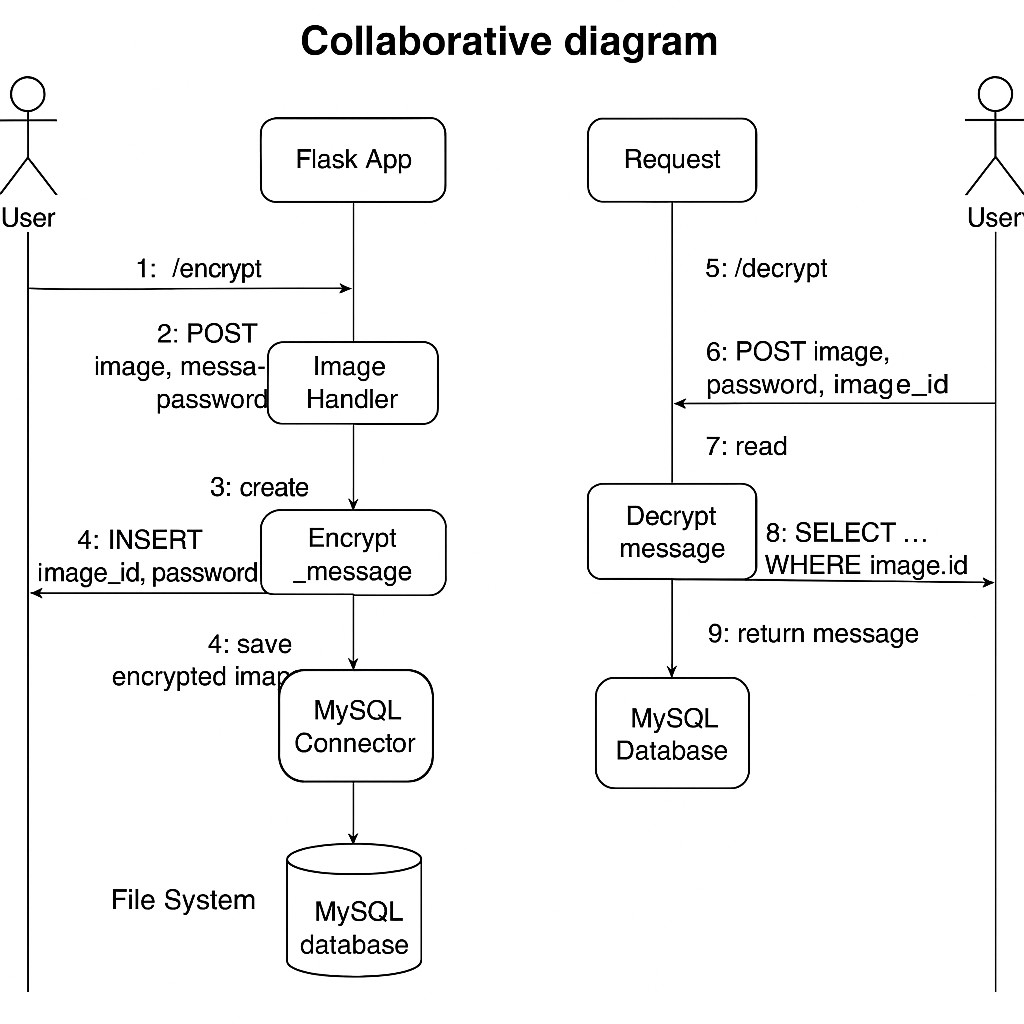 Collaborative diagram
User
Flask App
Request
User
1: /encrypt
2: POST
image, messa-
password
Image
Handler
3: create
4: INSERT
image_id, password
Encrypt
_message
4: save
encrypted imag
MySQL
Connector
File System
MySQL
database
5: /decrypt
6: POST image,
password, image_id
7: read
Decrypt
message
8: SELECT ...
WHERE image.id
9: return message
MySQL
Database